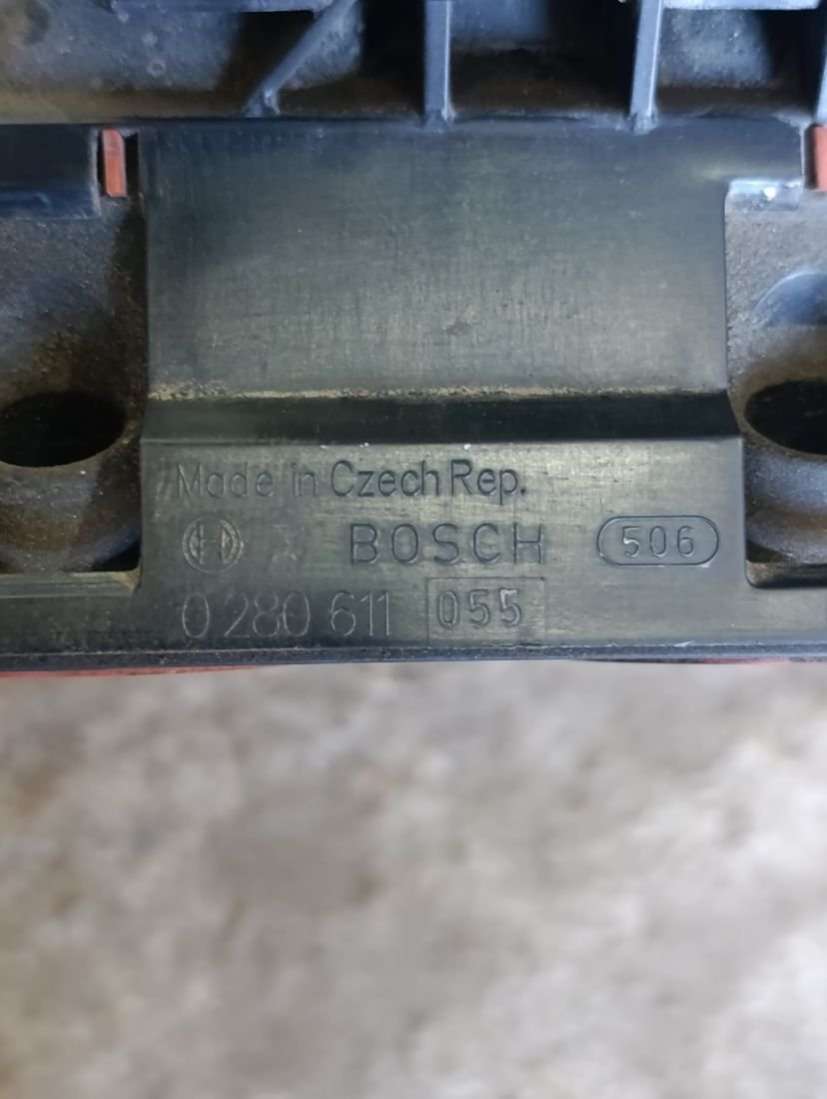 Made in Czech Rep.
BOSCH 506
0 280 611 055